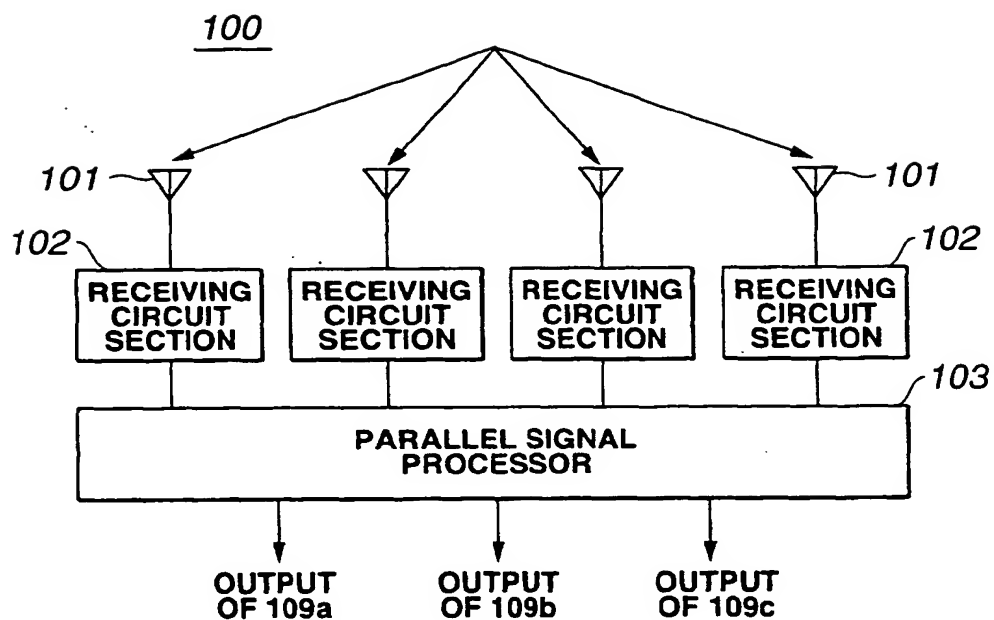 100
101
101
102
102
RECEIVING
CIRCUIT
SECTION
RECEIVING
CIRCUIT
SECTION
RECEIVING
CIRCUIT
SECTION
RECEIVING
CIRCUIT
SECTION
103
PARALLEL SIGNAL
PROCESSOR
OUTPUT
OF 109a
OUTPUT
OF 109b
OUTPUT
OF 109c